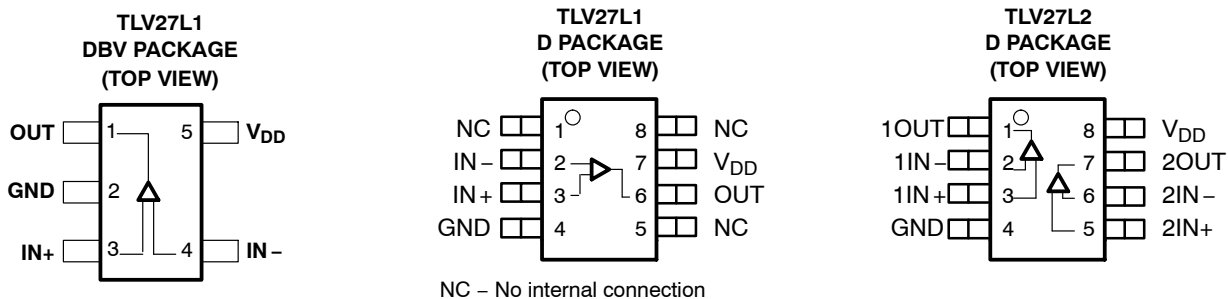 TLV27L1
DBV PACKAGE
(TOP VIEW)
OUT 1 5 VDD
GND 2
IN+ 3 4 IN−
TLV27L1
D PACKAGE
(TOP VIEW)
NC 1 8 NC
IN− 2 7 VDD
IN+ 3 6 OUT
GND 4 5 NC
NC − No internal connection
TLV27L2
D PACKAGE
(TOP VIEW)
1OUT 1 8 VDD
1IN− 2 7 2OUT
1IN+ 3 6 2IN−
GND 4 5 2IN+